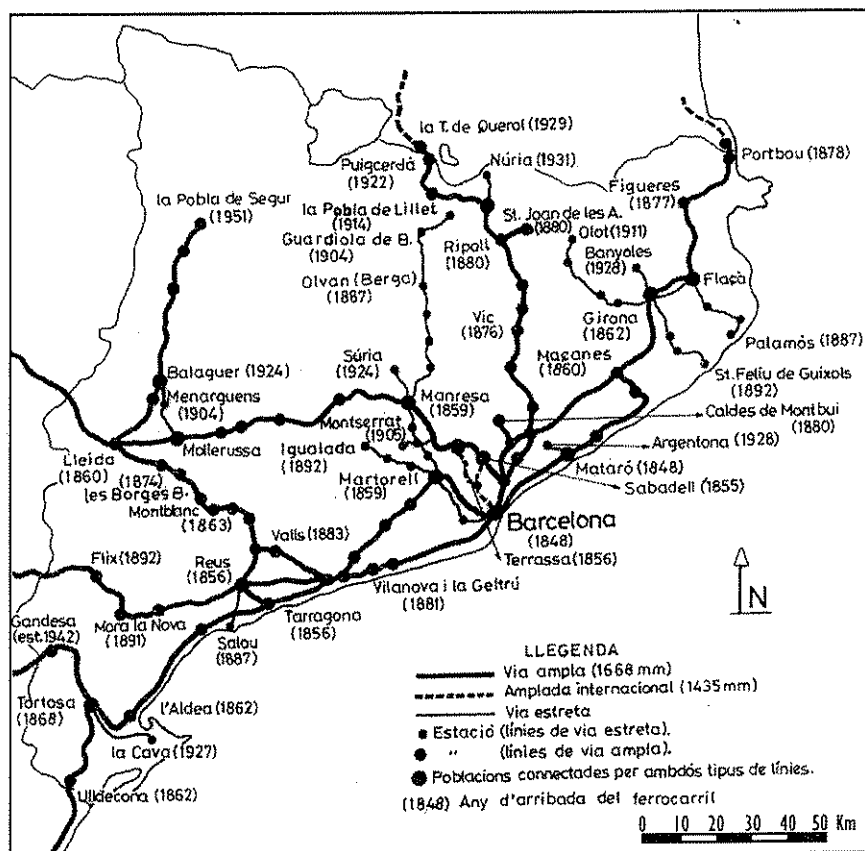 la T. de Querol (1929)
Puigcerdà
(1922)
Núria (1931)
Portbou (1878)
Figueres
(1877)
la Pobla de Segur
(1951)
la Pobla de Lillet
(1914)
St. Joan de les A.
(1880)
Olot (1911)
Guardiola de B.
(1904)
Ripoll
(1880)
Banyoles
(1928)
Olvan (Berga)
(1887)
Flaçà
Girona
(1862)
Vic
(1876)
Palamós (1887)
Súria
(1924)
Maçanes
(1860)
St. Feliu de Guixols
(1892)
Balaguer (1924)
Menarguens
(1904)
Manresa
(1859)
Caldes de Montbui
(1880)
Montserrat
(1905)
Mollerussa
Igualada
(1892)
Argentona (1928)
Lleida
(1860)
(1874)
les Borges B.
Martorell
(1859)
Mataró (1848)
Sabadell (1855)
Montblanc
(1863)
Barcelona
(1848)
Valls (1883)
Terrassa (1856)
Flix (1892)
Reus
(1856)
Vilanova i la Geltrú
(1881)
Gandesa
(est. 1942)
Mora la Nova
(1891)
Salou
(1887)
Tarragona
(1856)
N
Tortosa
(1868)
l'Aldea (1862)
la Cava (1927)
Ulldecona (1862)
LLEGENDA
Via ampla (1668 mm)
Amplada internacional (1435 mm)
Via estreta
Estació (línies de via estreta).
" (línies de via ampla).
Poblacions connectades per ambdós tipus de línies.
(1848) Any d'arribada del ferrocarril
0 10 20 30 40 50 Km